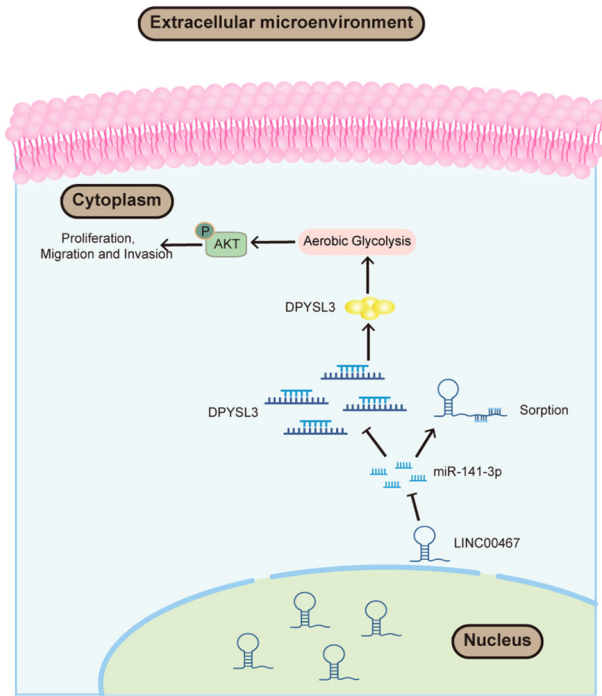 Extracellular microenvironment
Cytoplasm
Proliferation,
Migration and Invasion
P
AKT
Aerobic Glycolysis
DPYSL3
DPYSL3
Sorption
miR-141-3p
LINC00467
Nucleus